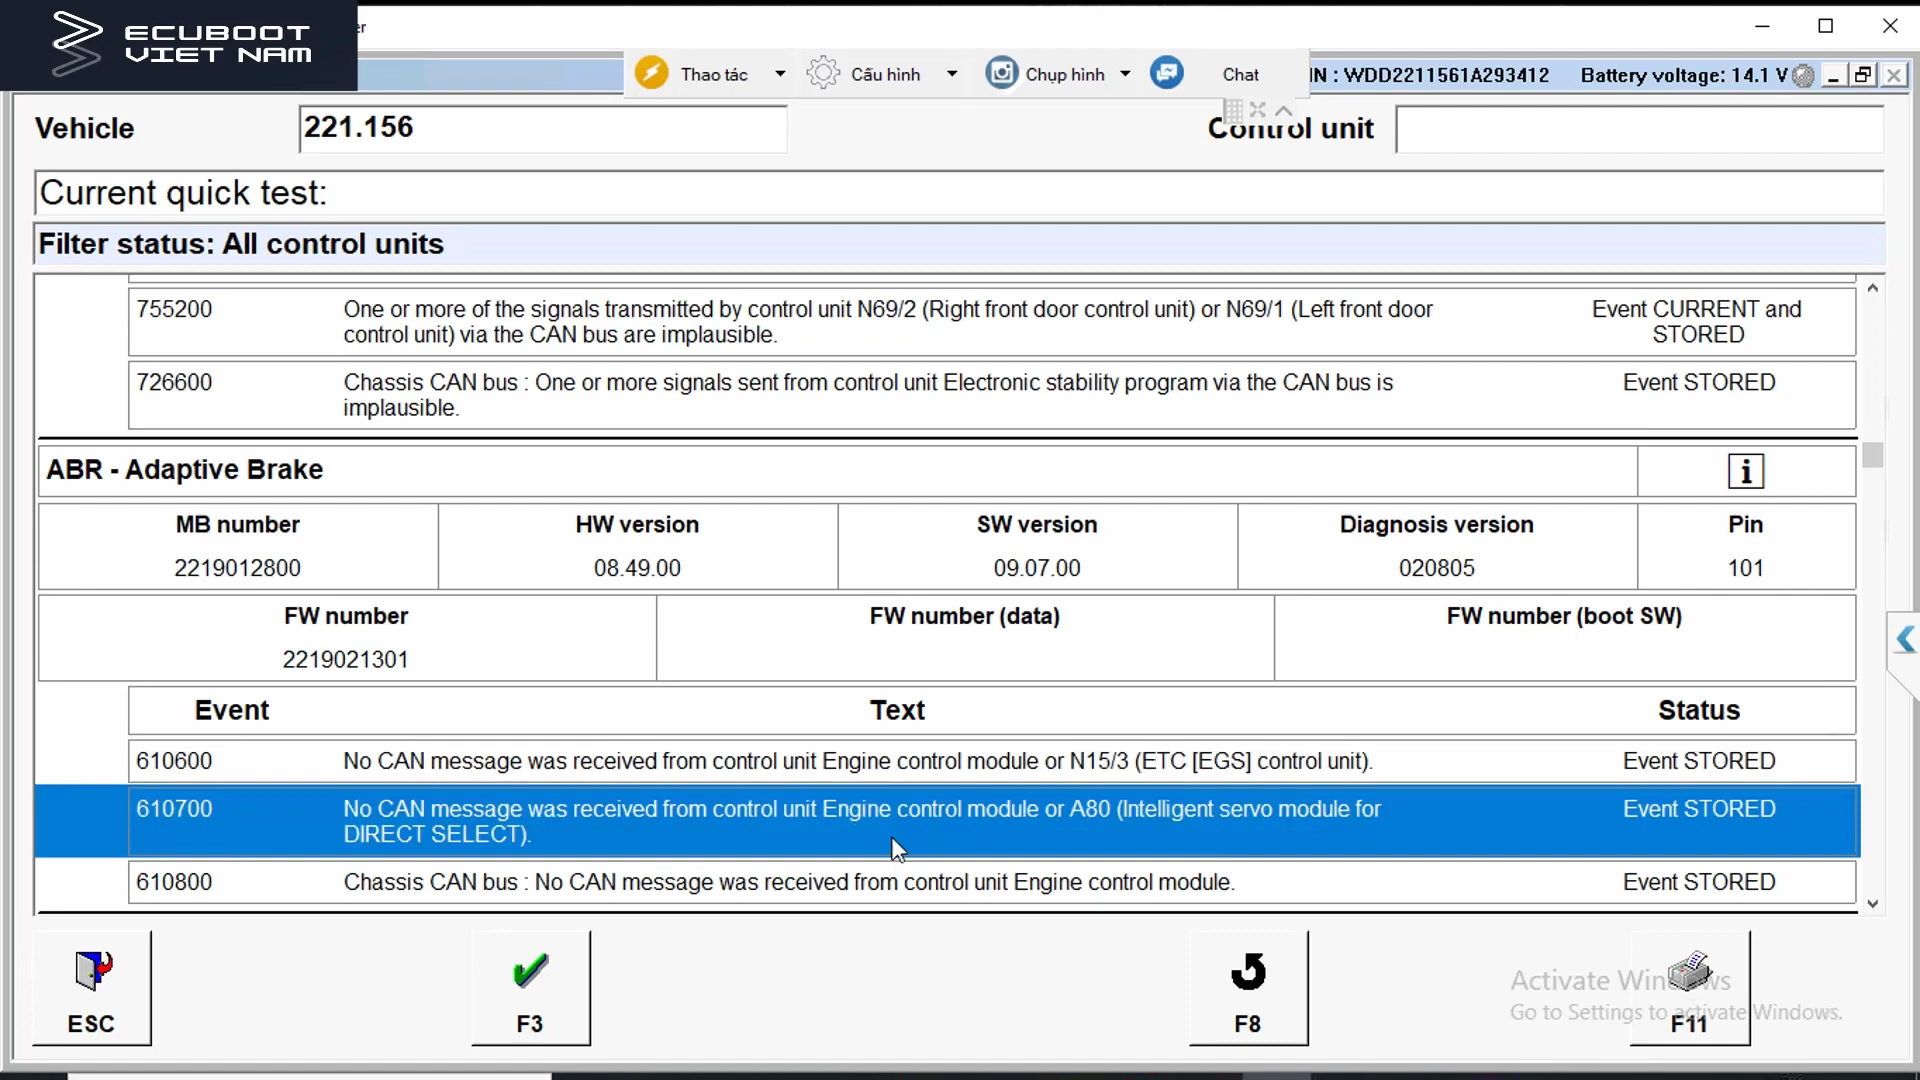 ECUBOOT
VIET NAM
er
Thao tác
Cấu hình
Chụp hình
Chat
IN : WDD2211561A293412
Battery voltage: 14.1 V
Vehicle
221.156
Control unit
Current quick test:
Filter status: All control units
755200 One or more of the signals transmitted by control unit N69/2 (Right front door control unit) or N69/1 (Left front door Event CURRENT and
control unit) via the CAN bus are implausible. STORED
726600 Chassis CAN bus : One or more signals sent from control unit Electronic stability program via the CAN bus is Event STORED
implausible.
ABR - Adaptive Brake
MB number HW version SW version Diagnosis version Pin
2219012800 08.49.00 09.07.00 020805 101
FW number FW number (data) FW number (boot SW)
2219021301
Event Text Status
610600 No CAN message was received from control unit Engine control module or N15/3 (ETC [EGS] control unit). Event STORED
610700 No CAN message was received from control unit Engine control module or A80 (Intelligent servo module for Event STORED
DIRECT SELECT).
610800 Chassis CAN bus : No CAN message was received from control unit Engine control module. Event STORED
Activate Windows
Go to Settings to activate Windows.
ESC F3 F8 F11